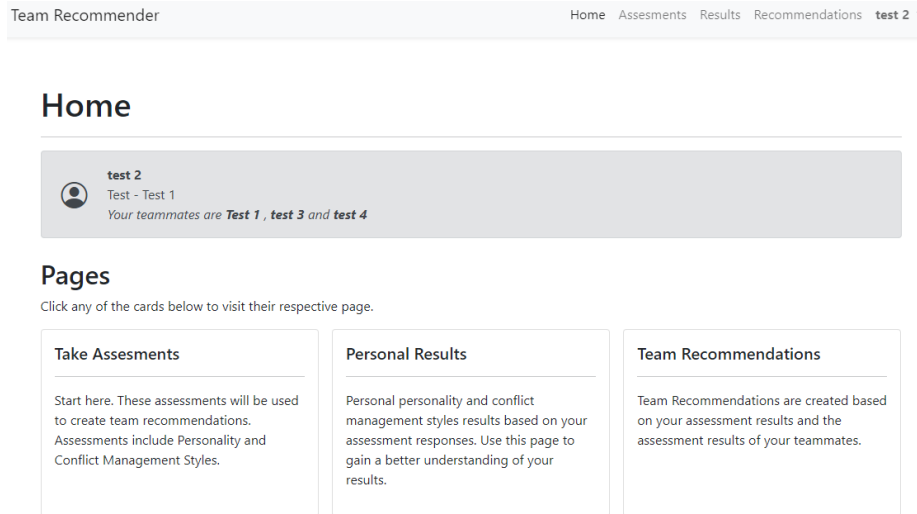 Team Recommender
Home Assesments Results Recommendations test 2
Home
test 2
Test - Test 1
Your teammates are Test 1 , test 3 and test 4
Pages
Click any of the cards below to visit their respective page.
Take Assesments
Start here. These assessments will be used
to create team recommendations.
Assessments include Personality and
Conflict Management Styles.
Personal Results
Personal personality and conflict
management styles results based on your
assessment responses. Use this page to
gain a better understanding of your
results.
Team Recommendations
Team Recommendations are created based
on your assessment results and the
assessment results of your teammates.